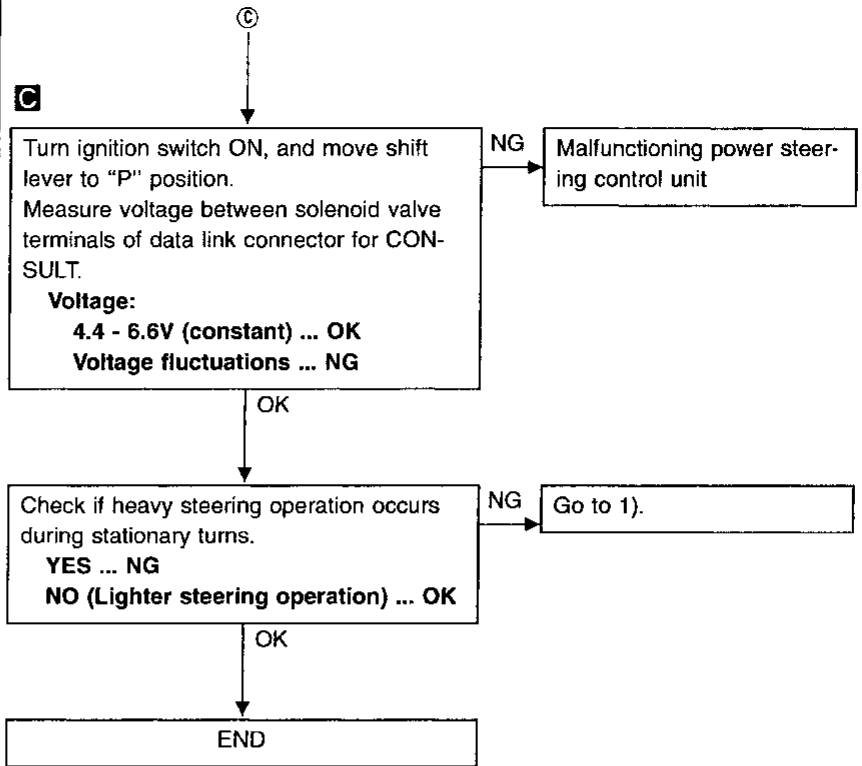 Ⓒ
C
Turn ignition switch ON, and move shift
lever to “P” position.
Measure voltage between solenoid valve
terminals of data link connector for CON-
SULT.
Voltage:
4.4 - 6.6V (constant) ... OK
Voltage fluctuations ... NG
NG
Malfunctioning power steer-
ing control unit
OK
Check if heavy steering operation occurs
during stationary turns.
YES ... NG
NO (Lighter steering operation) ... OK
NG
Go to 1).
OK
END